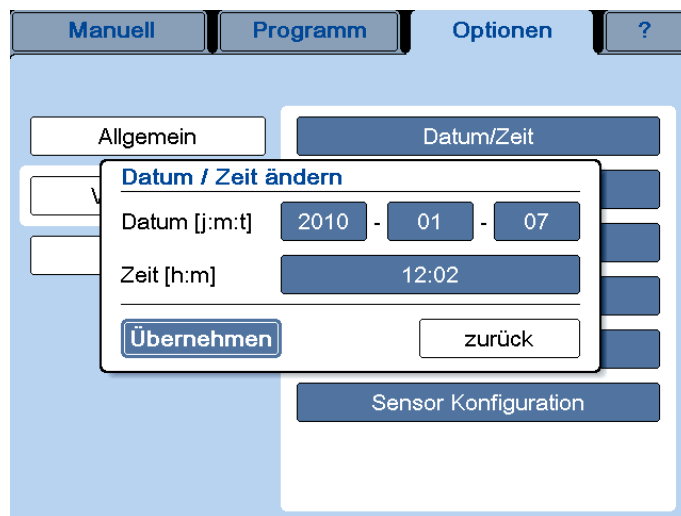 Manuell Programm Optionen ?
Allgemein Datum/Zeit
Datum / Zeit ändern
Datum [j:m:t] 2010 - 01 - 07
Zeit [h:m] 12:02
Übernehmen zurück
Sensor Konfiguration